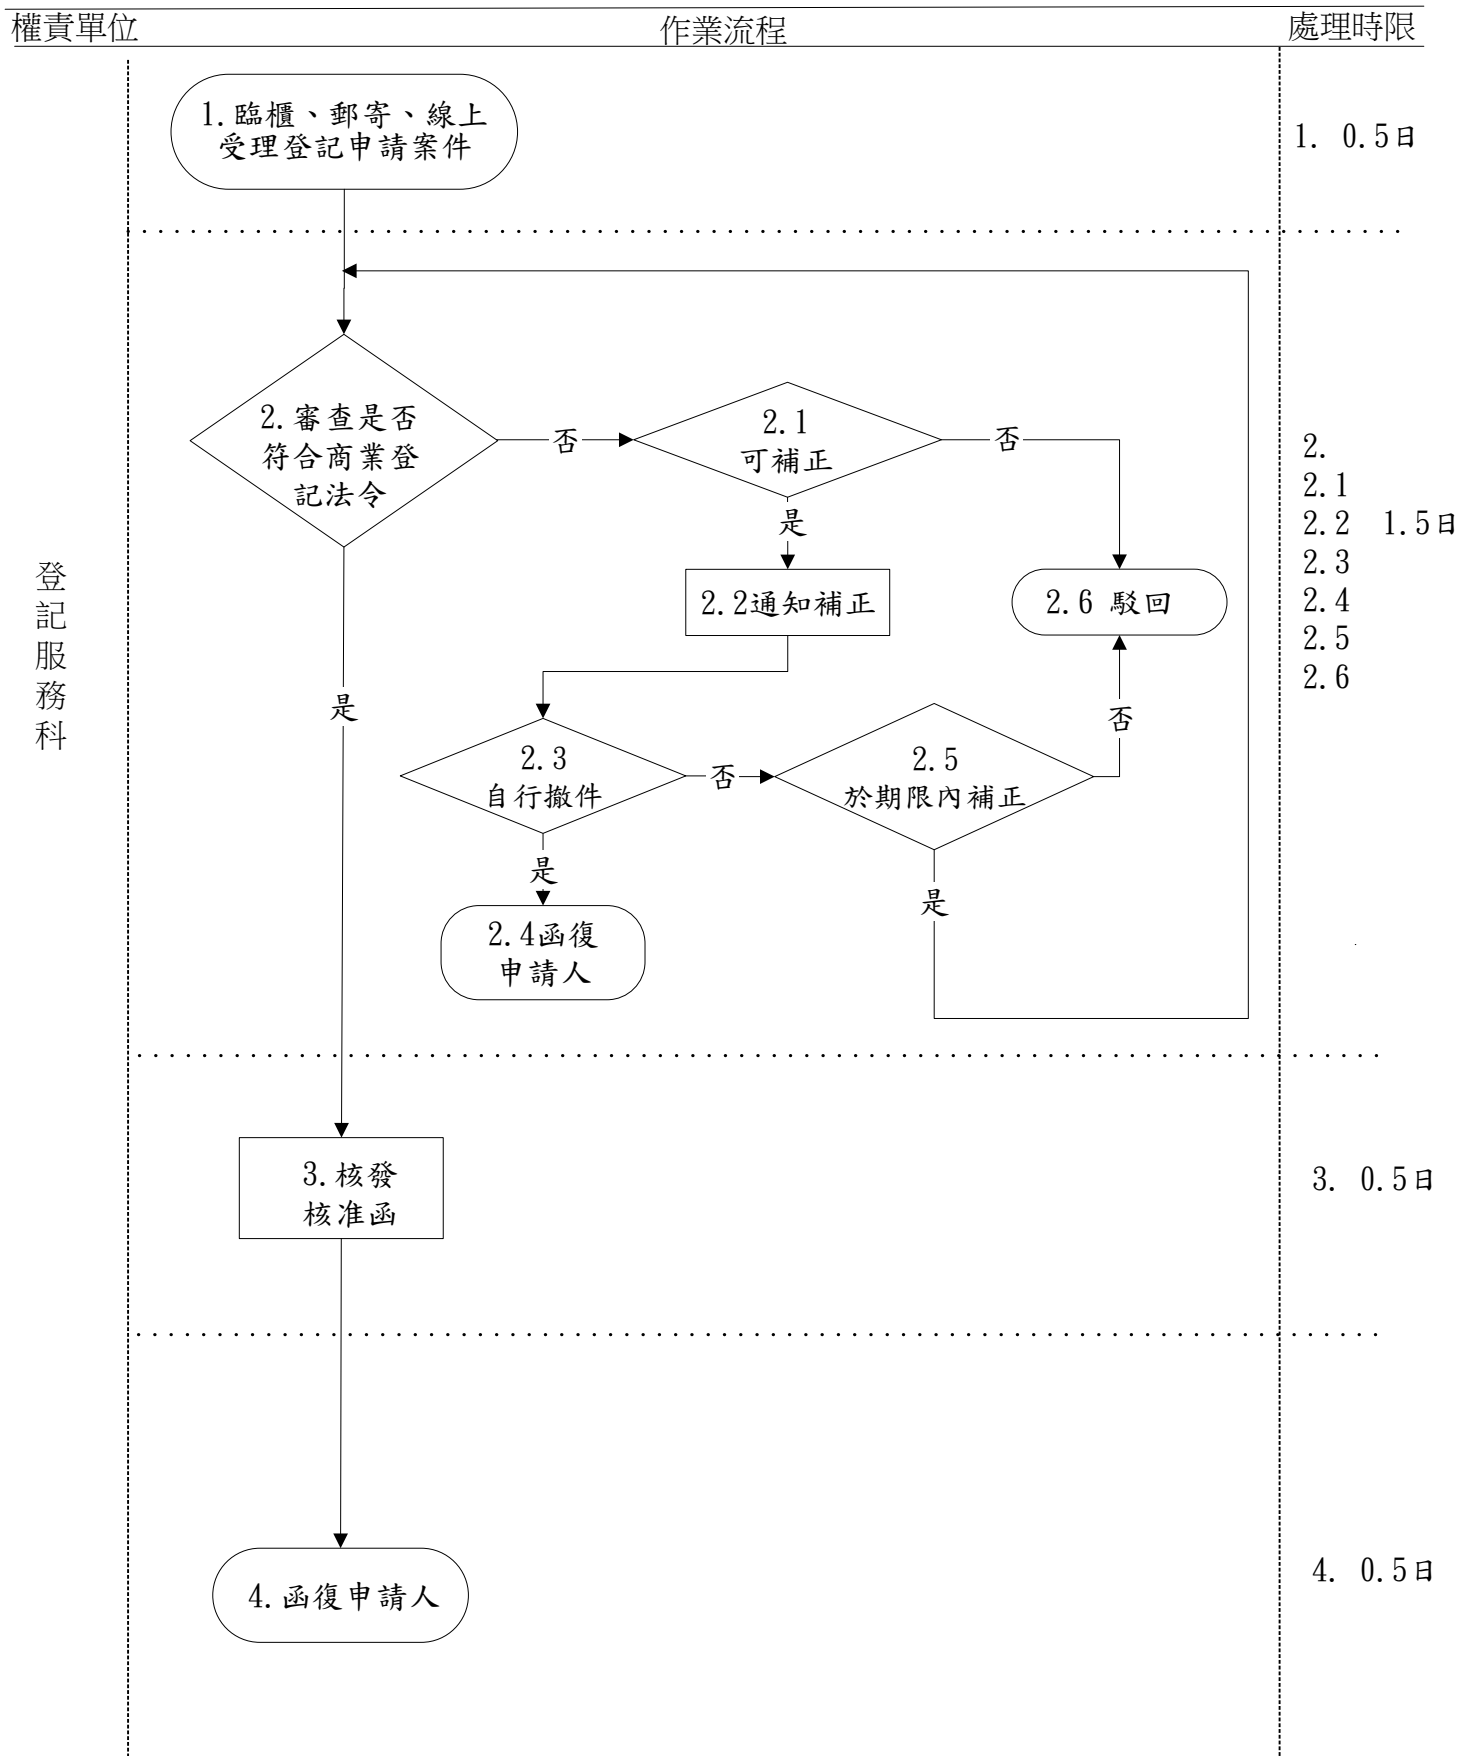 權責單位
作業流程
處理時限
1.臨櫃、郵寄、線上
受理登記申請案件
1. 0.5日
2.審查是否
符合商業登
記法令
否
2.1
可補正
否
是
2.2通知補正
2.6 駁回
2.
2.1
2.2 1.5日
2.3
2.4
2.5
2.6
登
記
服
務
科
是
2.3
自行撤件
否
2.5
於期限內補正
否
是
是
2.4函復
申請人
3.核發
核准函
3. 0.5日
4.函復申請人
4. 0.5日